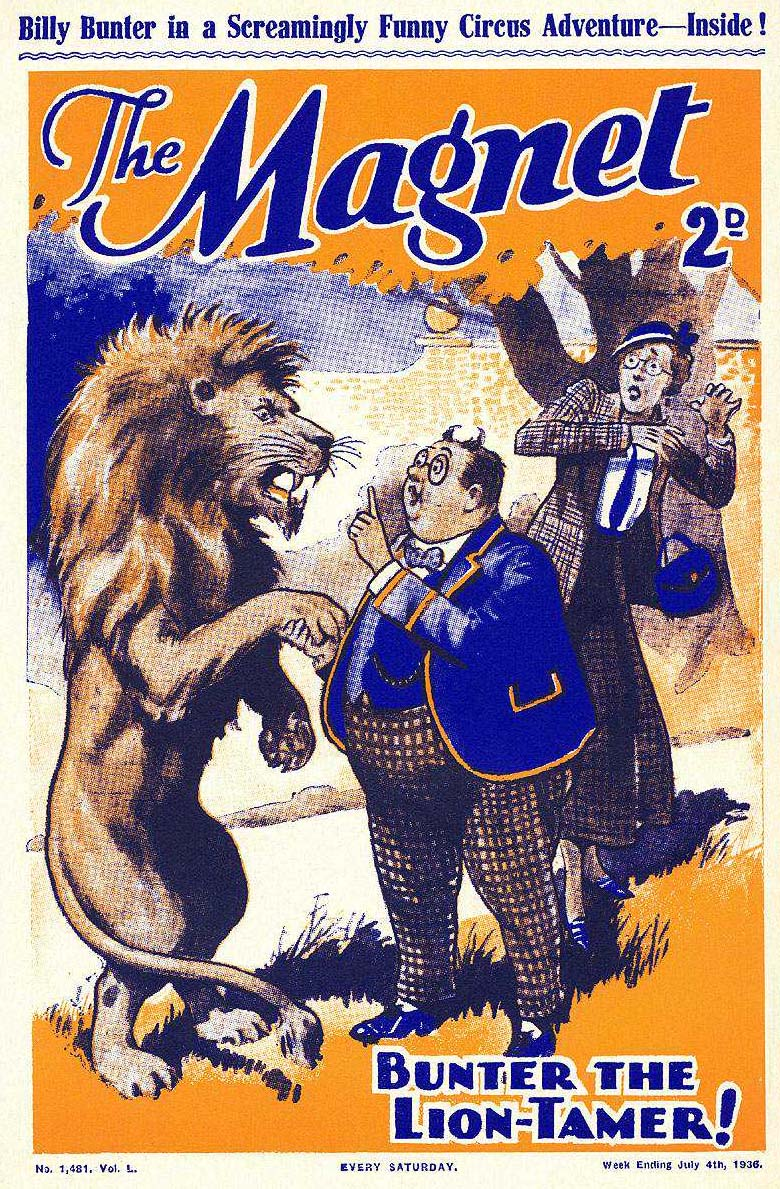 Billy Bunter in a Screamingly Funny Circus Adventure—Inside!
The Magnet
2D
BUNTER THE
LION-TAMER!
No. 1,481. Vol. L.
EVERY SATURDAY.
Week Ending July 4th, 1936.